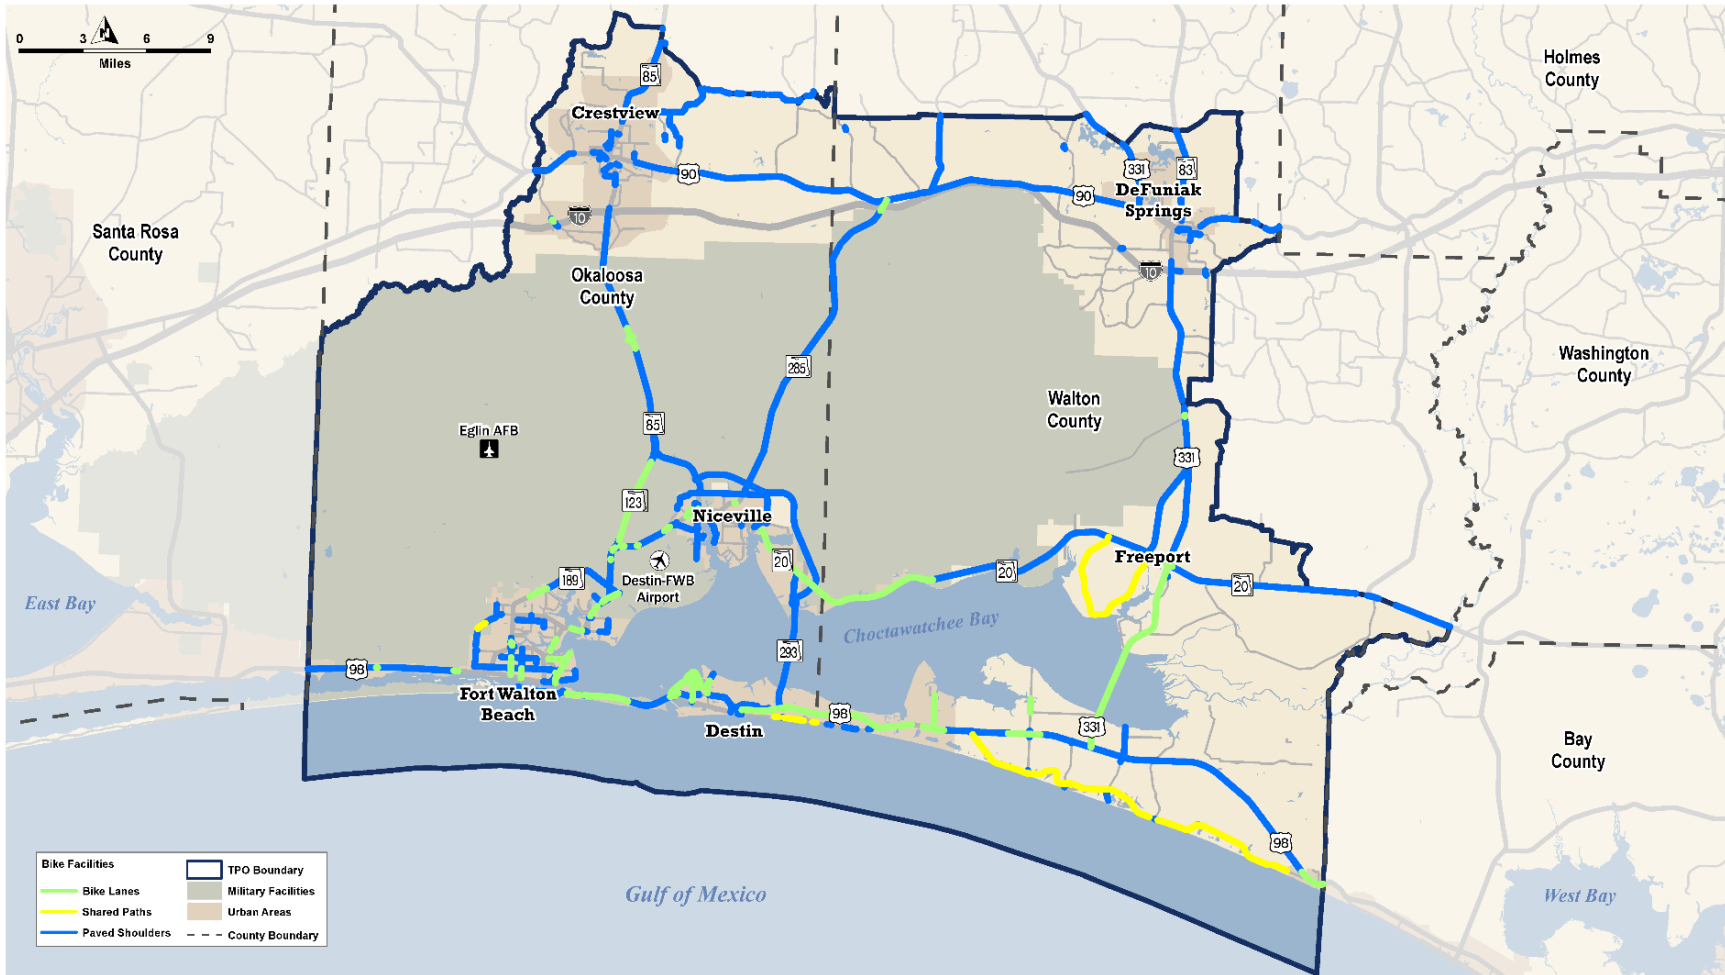 0 3 6 9
N
Miles
Holmes
County
85
Crestview
90
331
83
DeFuniak
Springs
90
10
Santa Rosa
County
10
Okaloosa
County
285
Washington
County
Walton
County
Eglin AFB
85
331
123
Niceville
20
Freeport
189
Destin-FWB
Airport
20
20
East Bay
Choctawatchee Bay
293
98
Fort Walton
Beach
98
331
Destin
Bay
County
98
Gulf of Mexico
West Bay
Bike Facilities
Bike Lanes
Shared Paths
Paved Shoulders
TPO Boundary
Military Facilities
Urban Areas
County Boundary